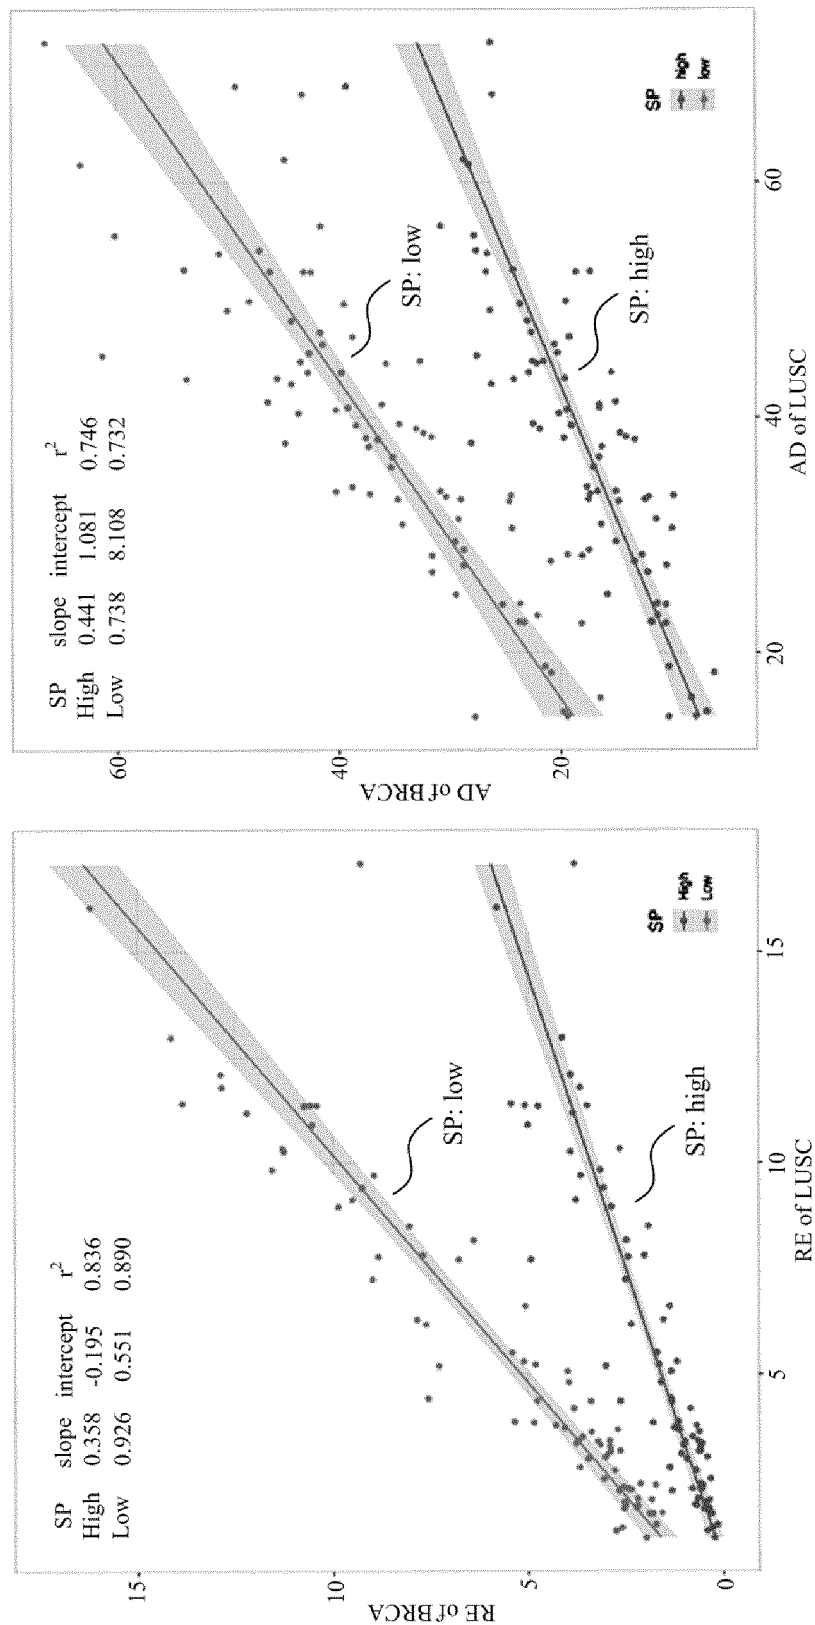 SP slope intercept r²
High 0.358 -0.195 0.836
Low 0.926 0.551 0.890
SP: low
SP: high
SP
High
Low
15
10
5
0
RE of BRCA
5
10
15
RE of LUSC
SP slope intercept r²
High 0.441 1.081 0.746
Low 0.738 8.108 0.732
SP: low
SP: high
SP
high
low
60
40
20
AD of BRCA
20
40
60
AD of LUSC